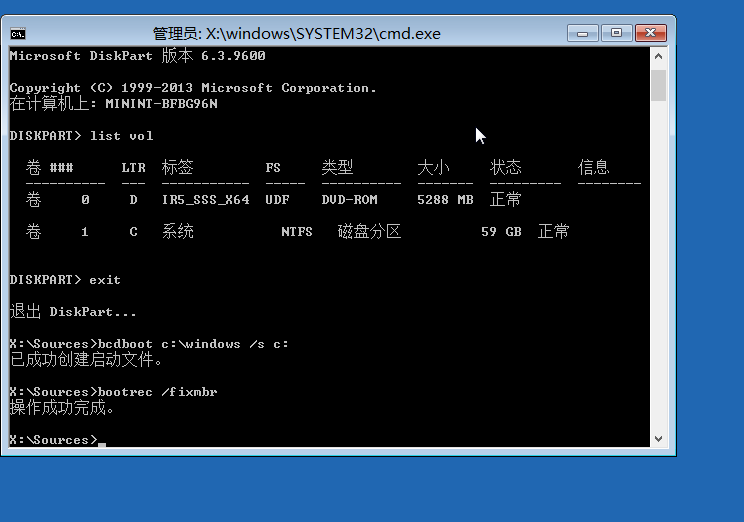 管理员: X:\windows\SYSTEM32\cmd.exe
Microsoft DiskPart 版本 6.3.9600
Copyright (C) 1999-2013 Microsoft Corporation.
在计算机上: MININT-BFBG96N
DISKPART> list vol
卷 ### LTR 标签 FS 类型 大小 状态 信息
---------- --- ----------- ----- ---------- ------- --------- --------
卷 0 D IR5_SSS_X64 UDF DVD-ROM 5288 MB 正常
卷 1 C 系统 NTFS 磁盘分区 59 GB 正常
DISKPART> exit
退出 DiskPart...
X:\Sources>bcdboot c:\windows /s c:
已成功创建启动文件。
X:\Sources>bootrec /fixmbr
操作成功完成。
X:\Sources>_